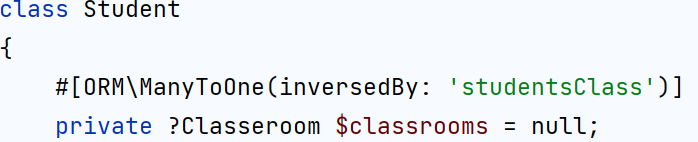 class Student
{
#[ORM\ManyToOne(inversedBy: 'studentsClass')]
private ?Classeroom $classrooms = null;